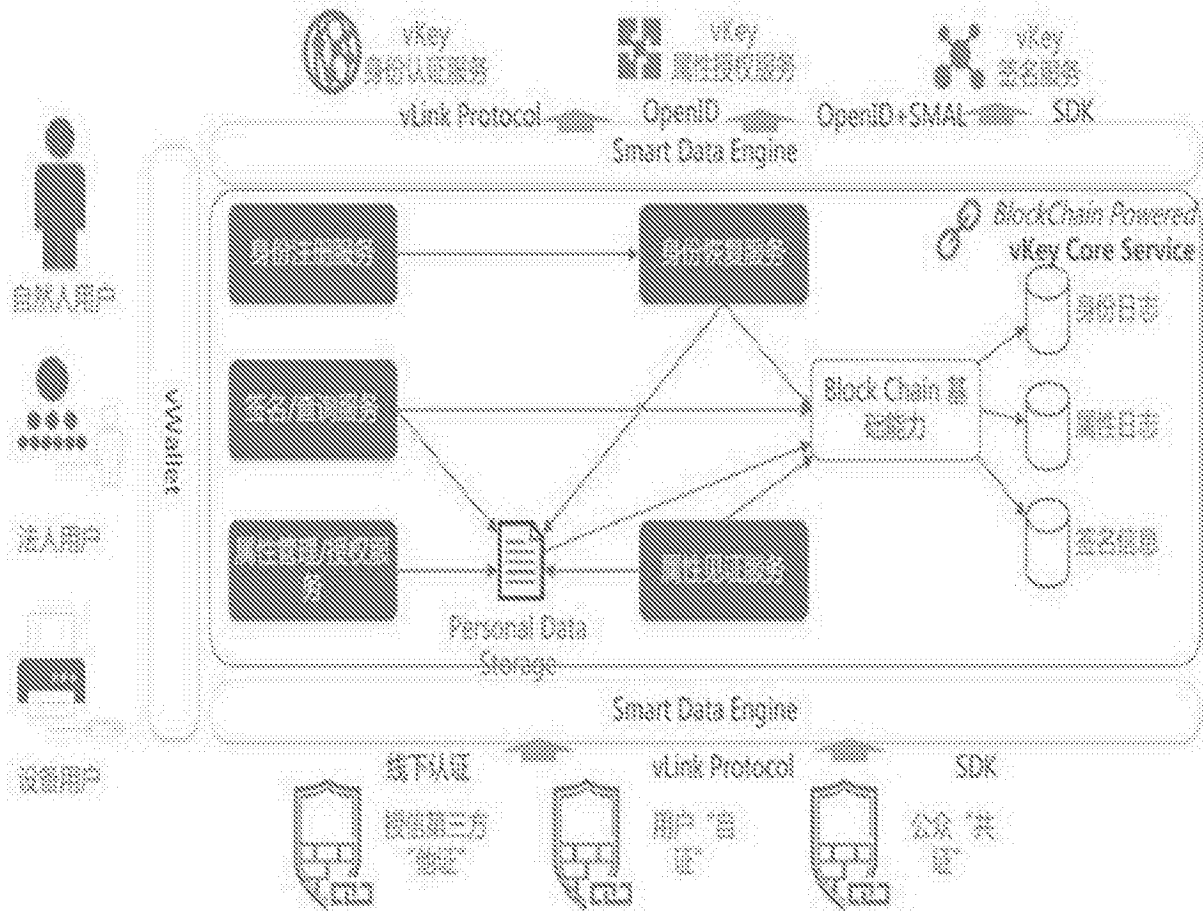 vKey
身份认证服务
vKey
属性授权服务
vKey
签名服务
vLink Protocol
OpenID
OpenID+SMAL
SDK
Smart Data Engine
BlockChain Powered
vKey Core Service
自然人用户
法人用户
设备用户
vWallet
身份日志
Block Chain 基
础能力
属性日志
签名信息
Personal Data
Storage
Smart Data Engine
线下认证
vLink Protocol
SDK
授信第三方
“他证”
用户“自
证”
公众“共
证”